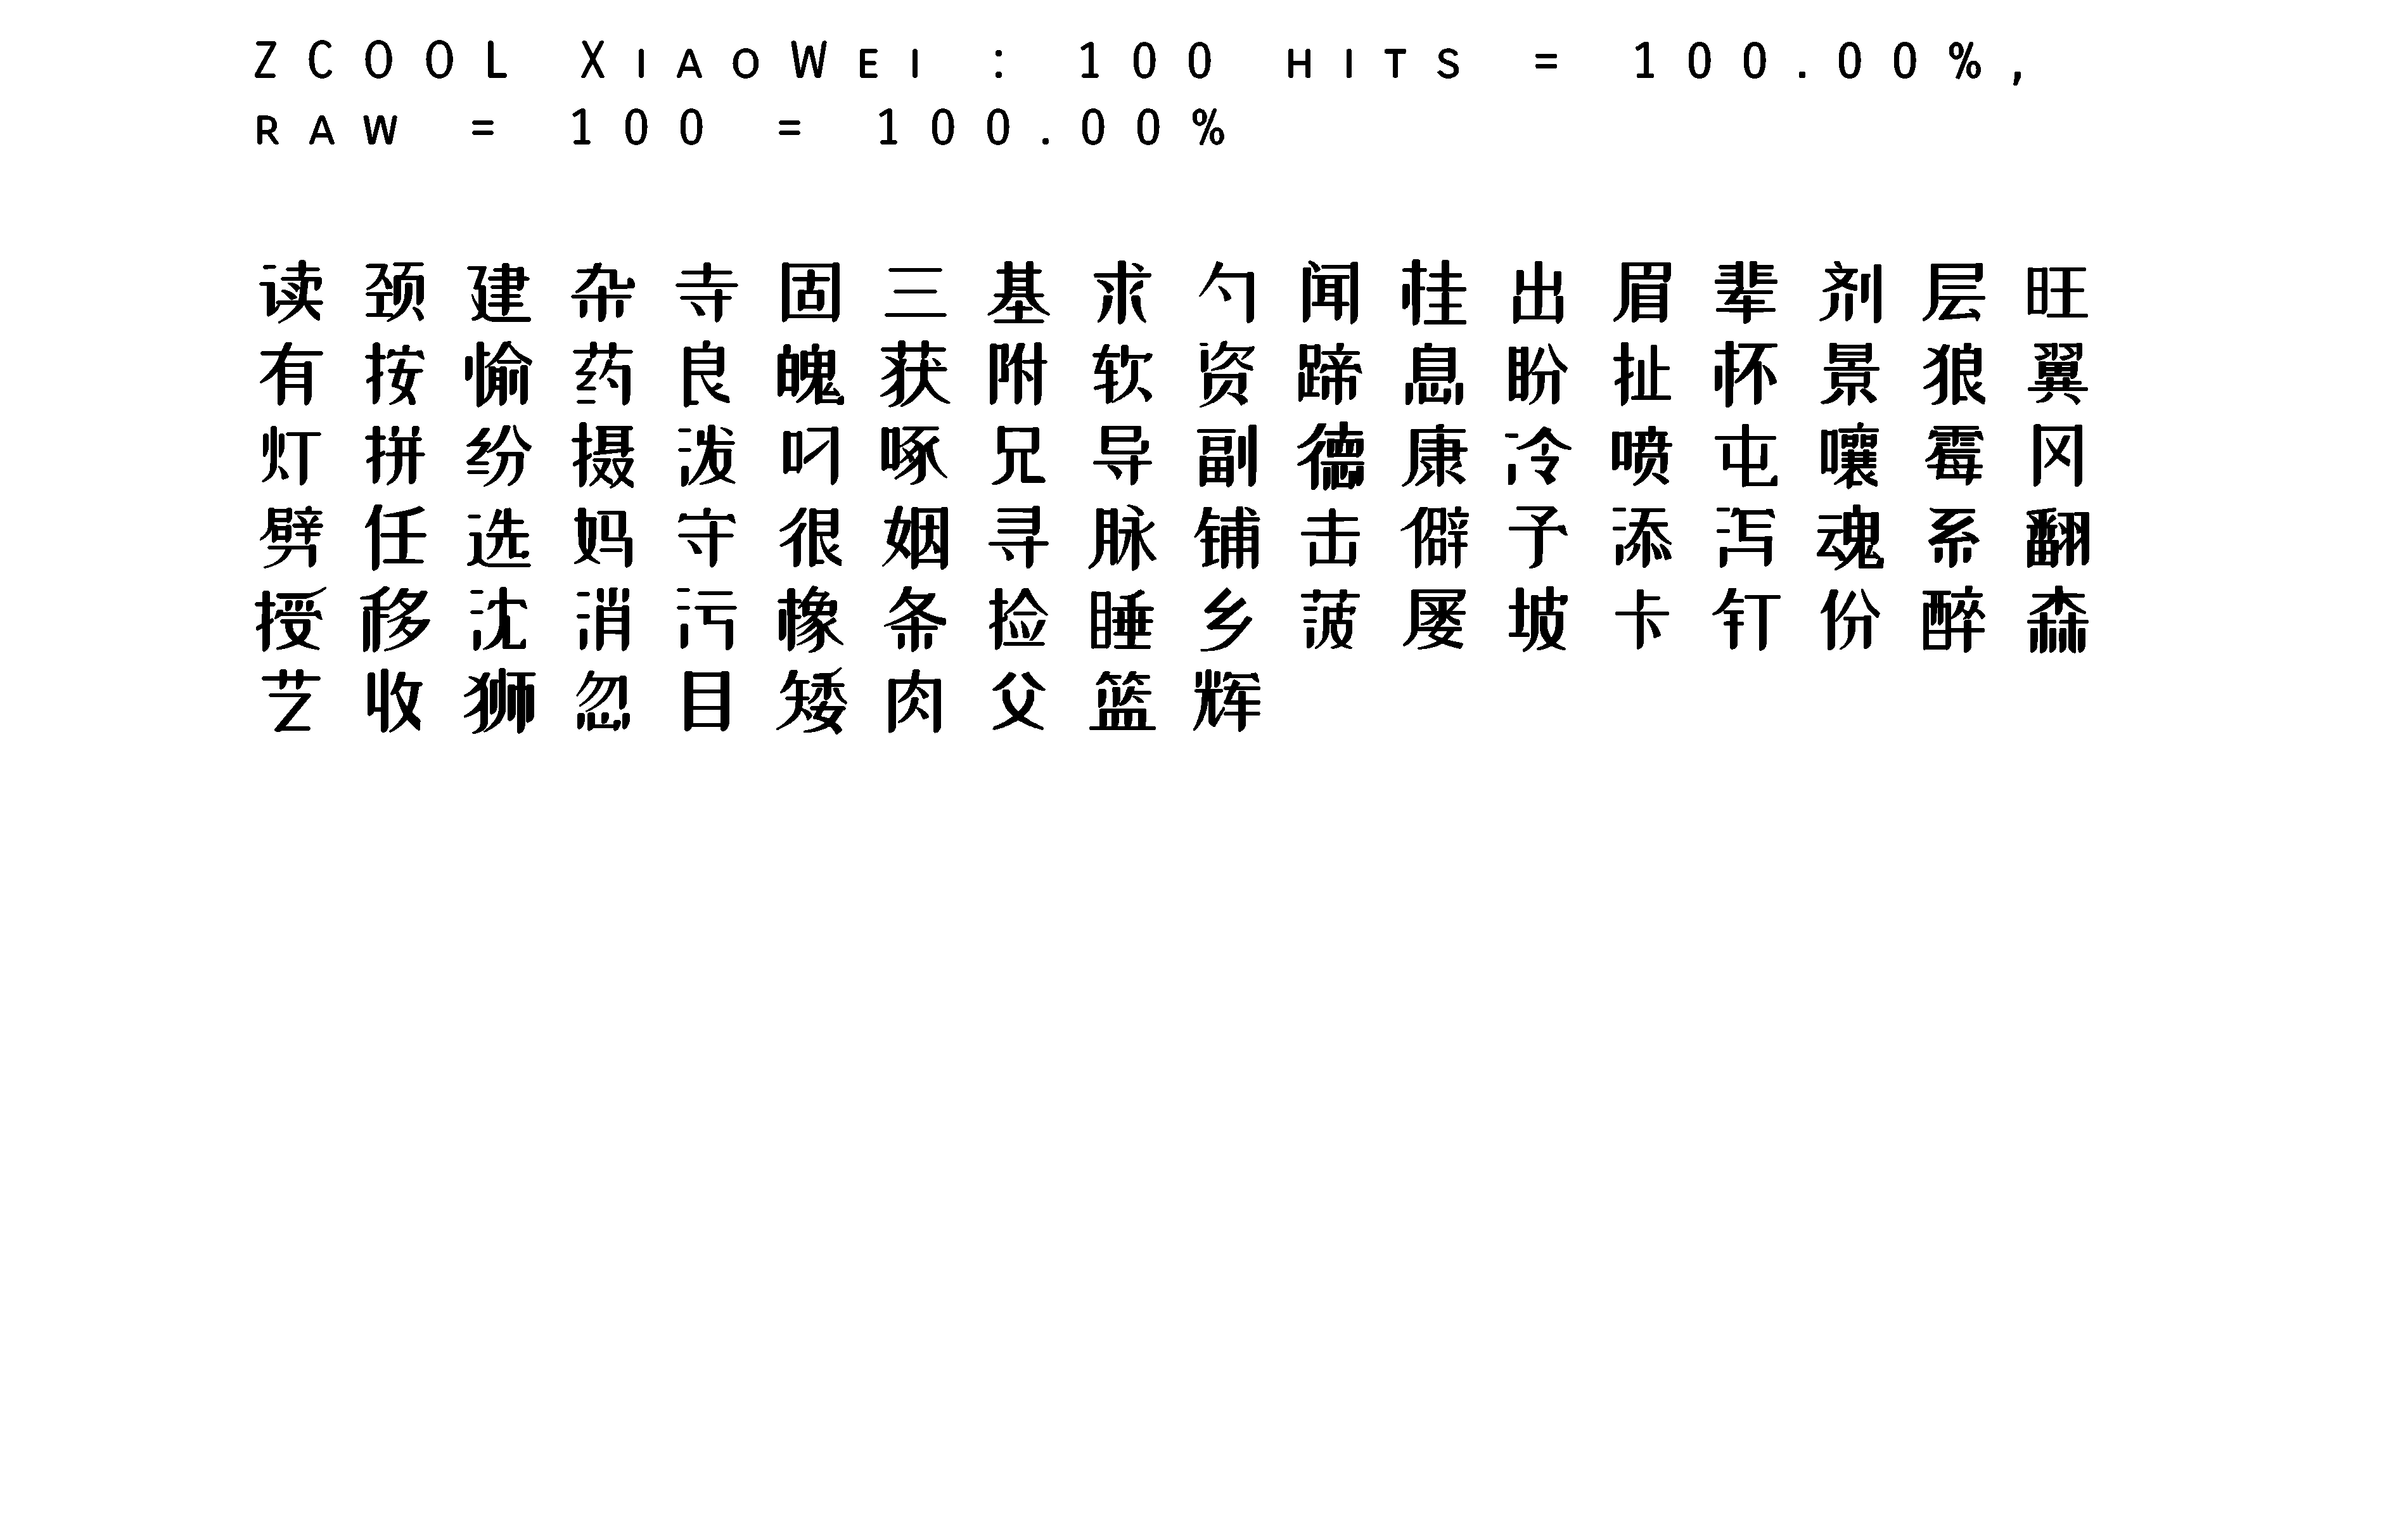 ZCOOL XiaoWei : 100 hits = 100.00%,
raw = 100 = 100.00%
读颈建杂寺固三基求勺闻桂出眉辈剂层旺
有按愉药良魄获附软资蹄息盼扯杯景狼翼
灯拼纷摄泼叼啄兄导副德康冷喷屯嚷霉冈
劈任选妈守很姻寻脉铺击僻予添泻魂系翻
授移沈消污橡条捡睡乡菠屡坡卡钉份醉森
艺收狮忽目矮肉父篮辉